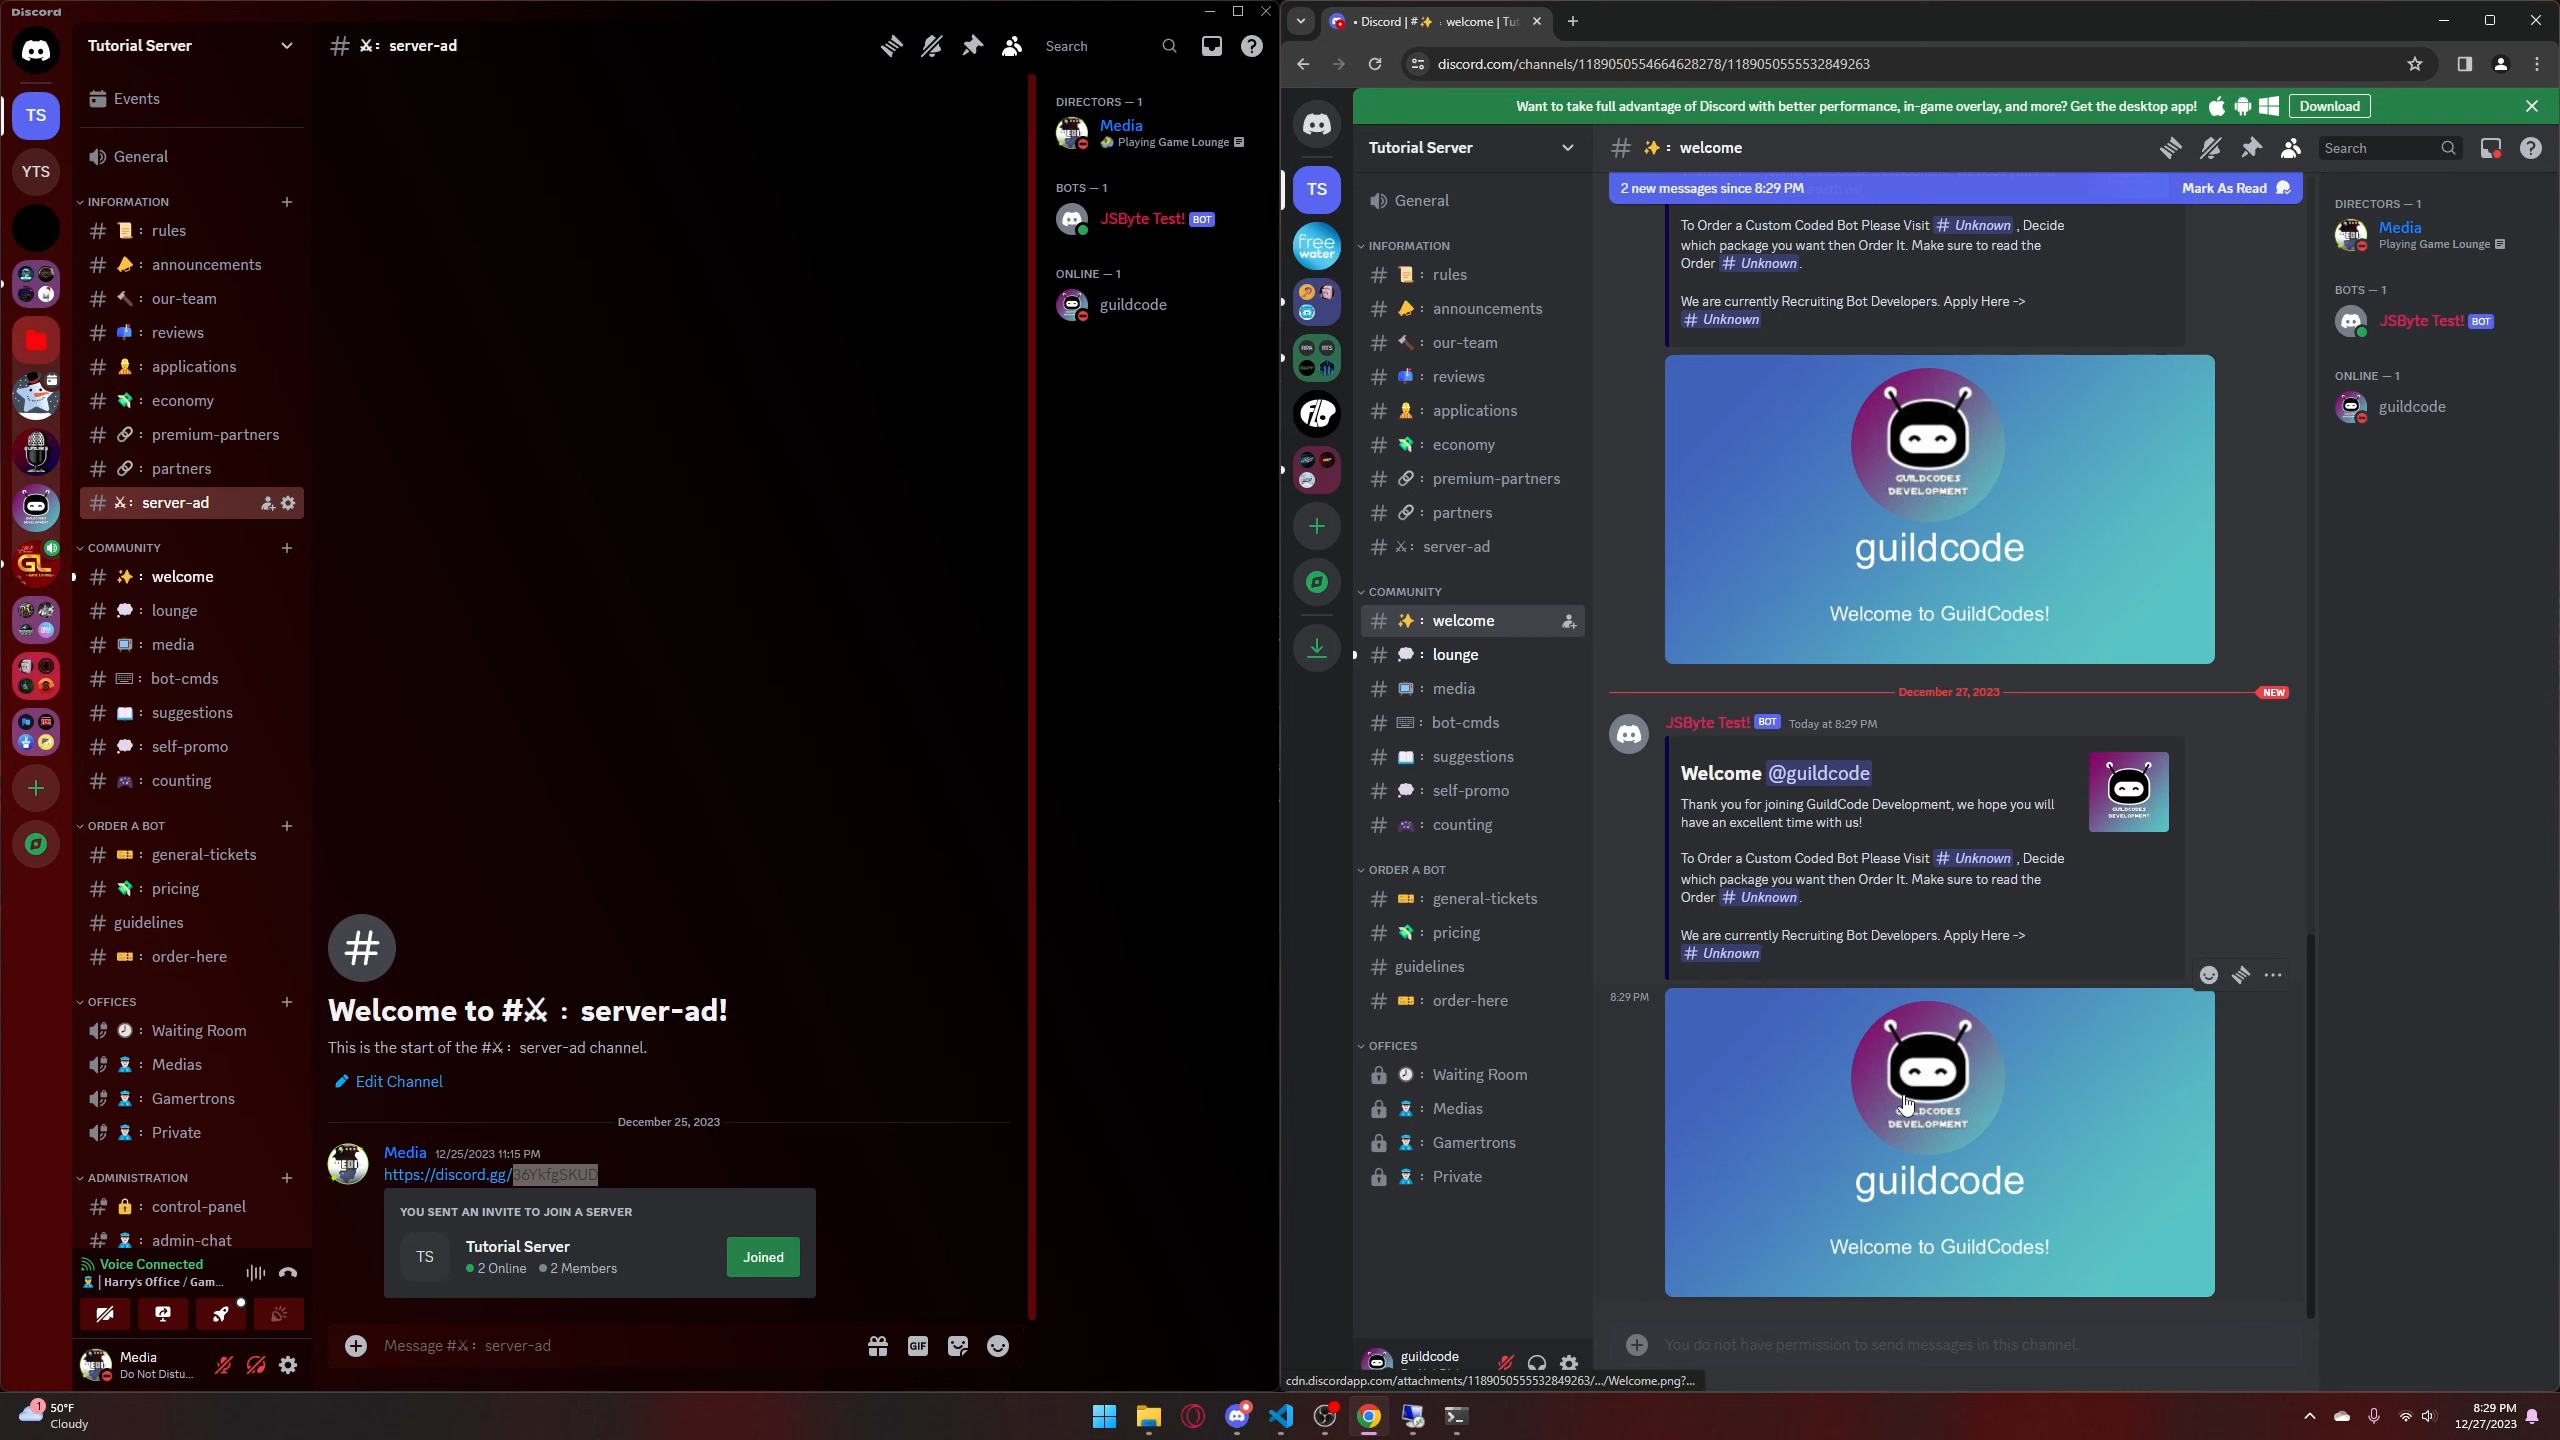 Discord
Tutorial Server
Events
General
INFORMATION
rules
announcements
our-team
reviews
applications
economy
premium-partners
partners
server-ad
COMMUNITY
welcome
lounge
media
bot-cmds
suggestions
self-promo
counting
ORDER A BOT
general-tickets
pricing
guidelines
order-here
OFFICES
Waiting Room
Medias
Gamertrons
Private
ADMINISTRATION
control-panel
admin-chat
Voice Connected
| Harry's Office / Gam...
Media
Do Not Distu...
TS
YTS
GL
# ⚔: server-ad
Search
DIRECTORS — 1
Media
Playing Game Lounge
BOTS — 1
JSByte Test! BOT
ONLINE — 1
guildcode
Welcome to #⚔ : server-ad!
This is the start of the #⚔: server-ad channel.
Edit Channel
December 25, 2023
Media 12/25/2023 11:15 PM
https://discord.gg/36YkfgSKUD
YOU SENT AN INVITE TO JOIN A SERVER
TS
Tutorial Server
2 Online 2 Members
Joined
Message #⚔: server-ad
GIF
• Discord | #✨ : welcome | Tut
discord.com/channels/1189050554664628278/1189050555532849263
Want to take full advantage of Discord with better performance, in-game overlay, and more? Get the desktop app!
Download
TS
free
water
Tutorial Server
General
INFORMATION
rules
announcements
our-team
reviews
applications
economy
premium-partners
partners
server-ad
COMMUNITY
welcome
lounge
media
bot-cmds
suggestions
self-promo
counting
ORDER A BOT
general-tickets
pricing
guidelines
order-here
OFFICES
Waiting Room
Medias
Gamertrons
Private
guildcode
# ✨ : welcome
Search
2 new messages since 8:29 PM
Mark As Read
To Order a Custom Coded Bot Please Visit # Unknown , Decide
which package you want then Order It. Make sure to read the
Order # Unknown.
We are currently Recruiting Bot Developers. Apply Here ->
# Unknown
GUILDCODES
DEVELOPMENT
guildcode
Welcome to GuildCodes!
December 27, 2023
NEW
JSByte Test! BOT Today at 8:29 PM
Welcome @guildcode
Thank you for joining GuildCode Development, we hope you will
have an excellent time with us!
To Order a Custom Coded Bot Please Visit # Unknown , Decide
which package you want then Order It. Make sure to read the
Order # Unknown.
We are currently Recruiting Bot Developers. Apply Here ->
# Unknown
8:29 PM
DEVELOPMENT
guildcode
Welcome to GuildCodes!
You do not have permission to send messages in this channel.
DIRECTORS — 1
Media
Playing Game Lounge
BOTS — 1
JSByte Test! BOT
ONLINE — 1
guildcode
cdn.discordapp.com/attachments/1189050555532849263/.../Welcome.png?...
1
50°F
Cloudy
8:29 PM
12/27/2023